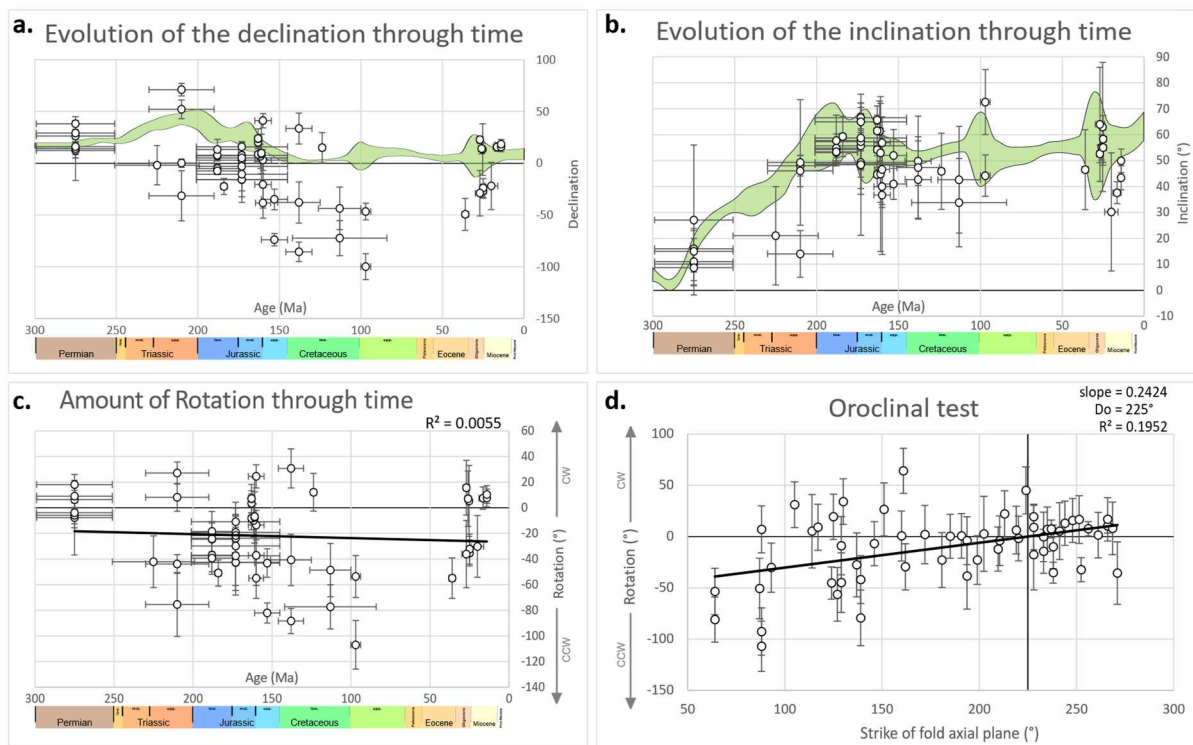 a. Evolution of the declination through time
100
50
0
-50
-100
-150
Declination
Age (Ma)
300 250 200 150 100 50 0
Permian Triassic Jurassic Cretaceous Eocene Miocene
b. Evolution of the inclination through time
90
80
70
60
50
40
30
20
10
0
-10
Inclination (°)
Age (Ma)
300 250 200 150 100 50 0
Permian Triassic Jurassic Cretaceous Eocene Miocene
c. Amount of Rotation through time
R² = 0.0055
60
40
20
0
-20
-40
-60
-80
-100
-120
-140
CW
Rotation (°)
CCW
Age (Ma)
300 250 200 150 100 50 0
Permian Triassic Jurassic Cretaceous Eocene Miocene
d. Oroclinal test
slope = 0.2424
Do = 225°
R² = 0.1952
100
50
0
-50
-100
-150
CW
Rotation (°)
CCW
50 100 150 200 250 300
Strike of fold axial plane (°)